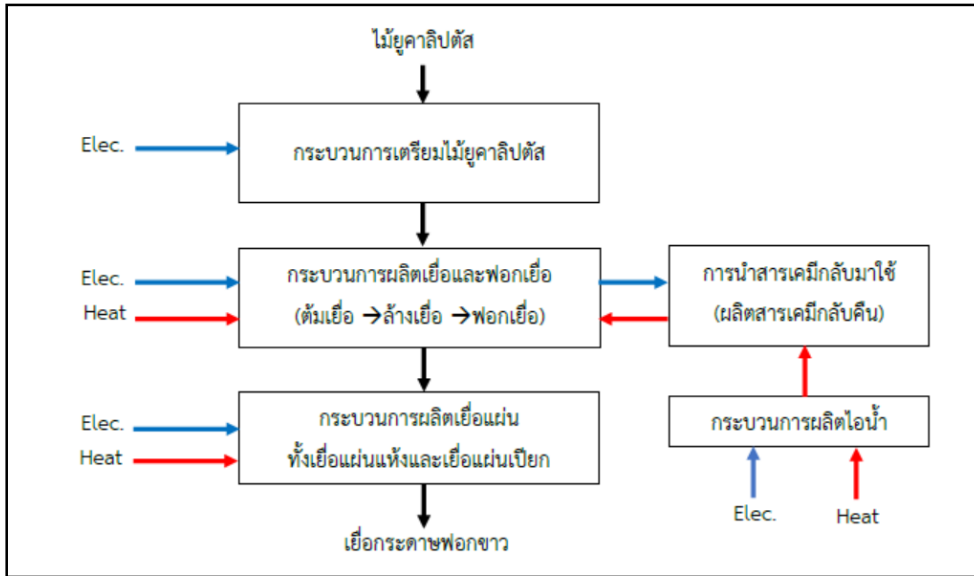 ไม้ยูคาลิปตัส
Elec.
กระบวนการเตรียมไม้ยูคาลิปตัส
Elec.
Heat
กระบวนการผลิตเยื่อและฟอกเยื่อ
(ต้มเยื่อ →ล้างเยื่อ →ฟอกเยื่อ)
การนำสารเคมีกลับมาใช้
(ผลิตสารเคมีกลับคืน)
Elec.
Heat
กระบวนการผลิตเยื่อแผ่น
ทั้งเยื่อแผ่นแห้งและเยื่อแผ่นเปียก
กระบวนการผลิตไอน้ำ
Elec.
Heat
เยื่อกระดาษฟอกขาว